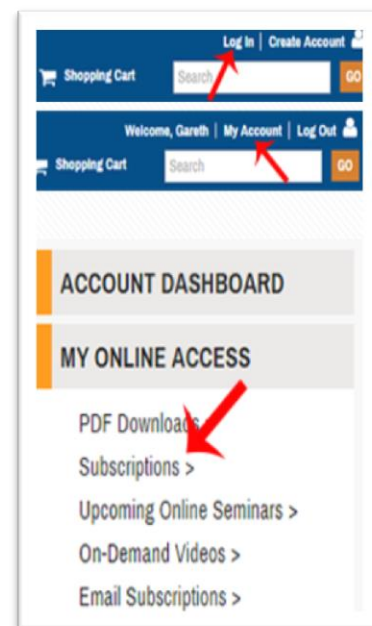 Log In | Create Account
Shopping Cart Search GO
Welcome, Gareth | My Account | Log Out
Shopping Cart Search GO
ACCOUNT DASHBOARD
MY ONLINE ACCESS
PDF Downloads >
Subscriptions >
Upcoming Online Seminars >
On-Demand Videos >
Email Subscriptions >